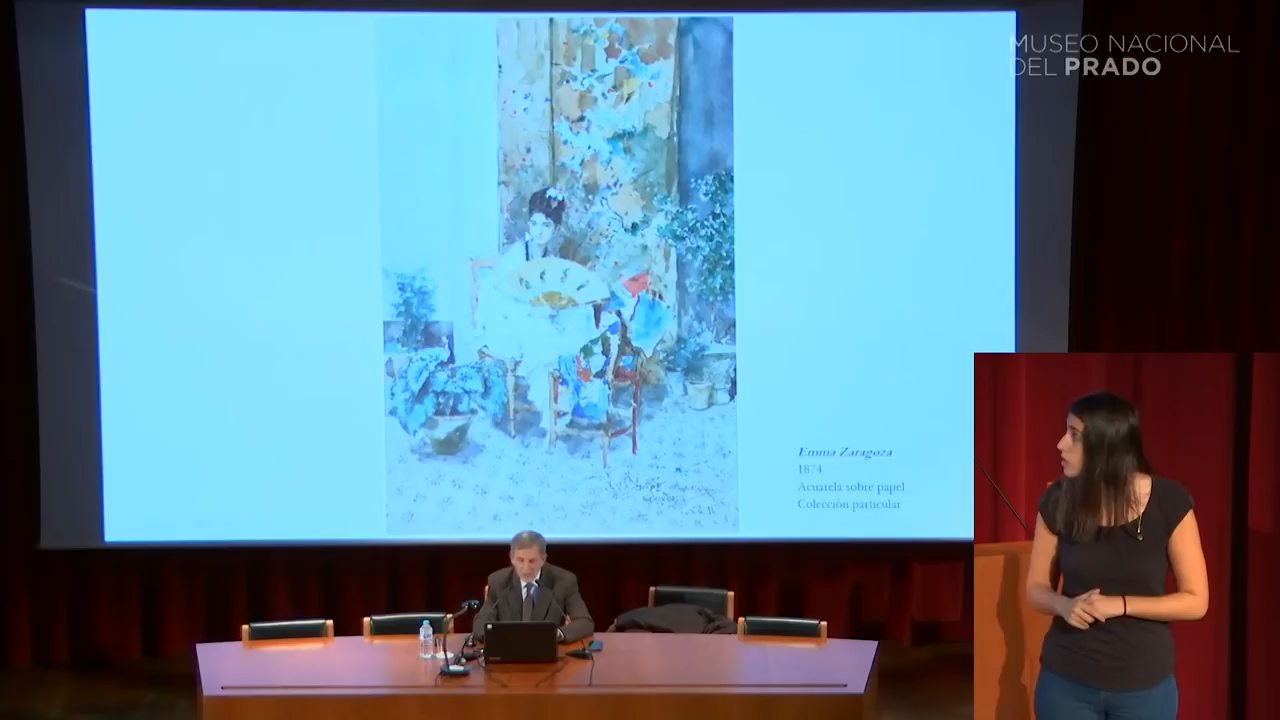 MUSEO NACIONAL
DEL PRADO
Emma Zaragoza
1874
Acuarela sobre papel
Colección particular